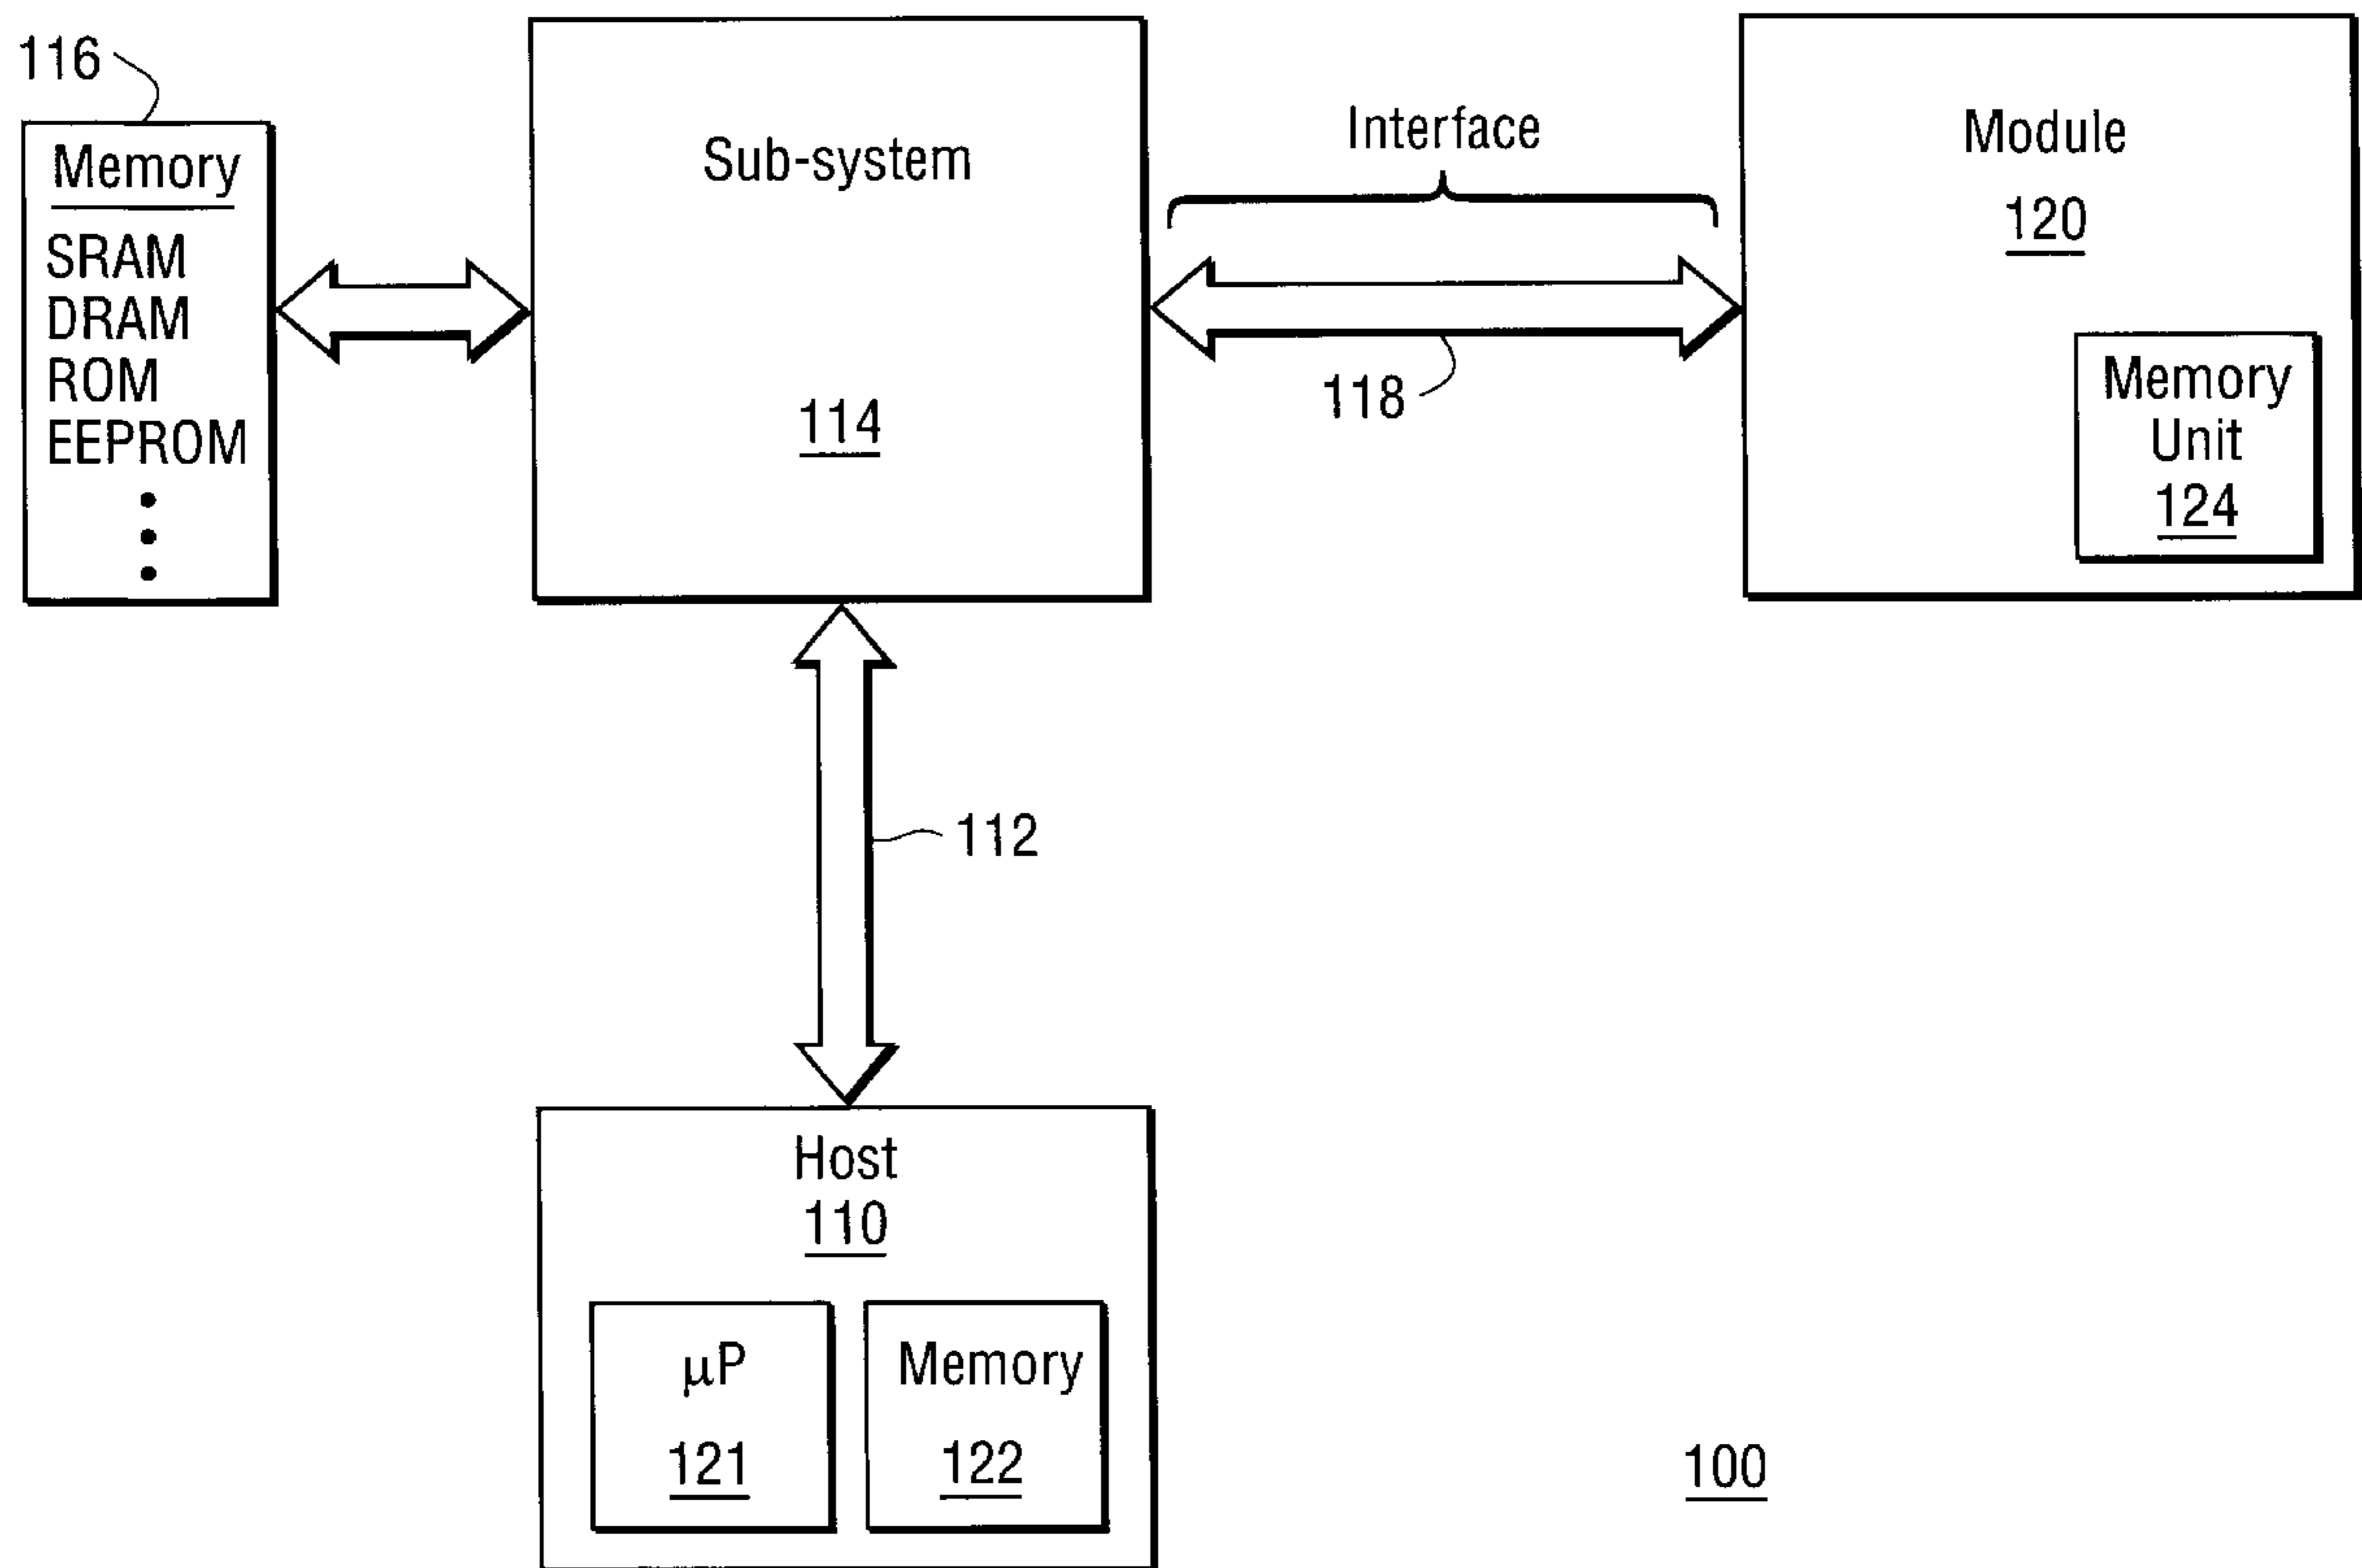 116
Memory
SRAM
DRAM
ROM
EEPROM
Sub-system
114
Interface
118
Module
120
Memory
Unit
124
112
Host
110
µP
121
Memory
122
100